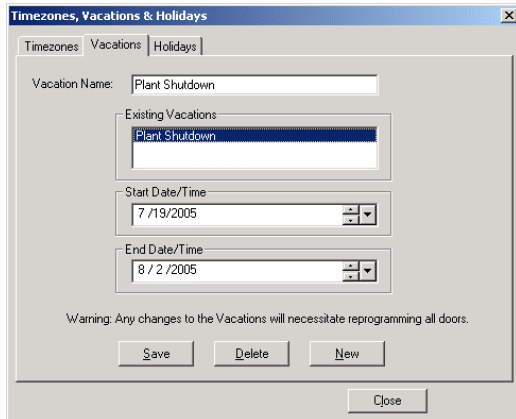 Timezones, Vacations & Holidays
Timezones Vacations Holidays
Vacation Name: Plant Shutdown
Existing Vacations
Plant Shutdown
Start Date/Time
7 /19/2005
End Date/Time
8 / 2 /2005
Warning: Any changes to the Vacations will necessitate reprogramming all doors.
Save Delete New
Close